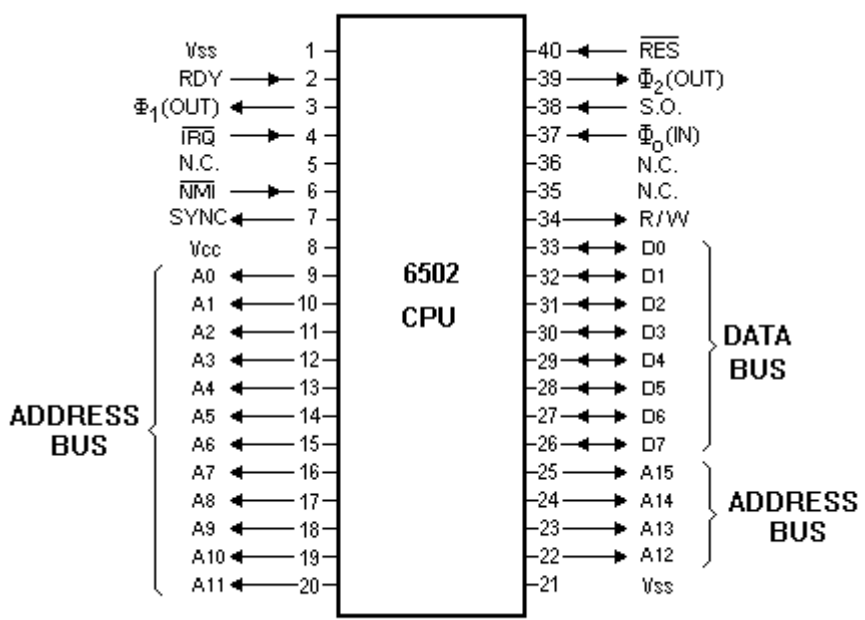 Vss 1 40 RES
RDY 2 39 Φ2(OUT)
Φ1(OUT) 3 38 S.O.
IRQ 4 37 Φo(IN)
N.C. 5 36 N.C.
NMI 6 35 N.C.
SYNC 7 34 R/W
Vcc 8 33 D0
A0 9 6502 32 D1
A1 10 CPU 31 D2
A2 11 30 D3
A3 12 29 D4
A4 13 28 D5
A5 14 27 D6
A6 15 26 D7
A7 16 25 A15
A8 17 24 A14
A9 18 23 A13
A10 19 22 A12
A11 20 21 Vss
ADDRESS
BUS
DATA
BUS
ADDRESS
BUS